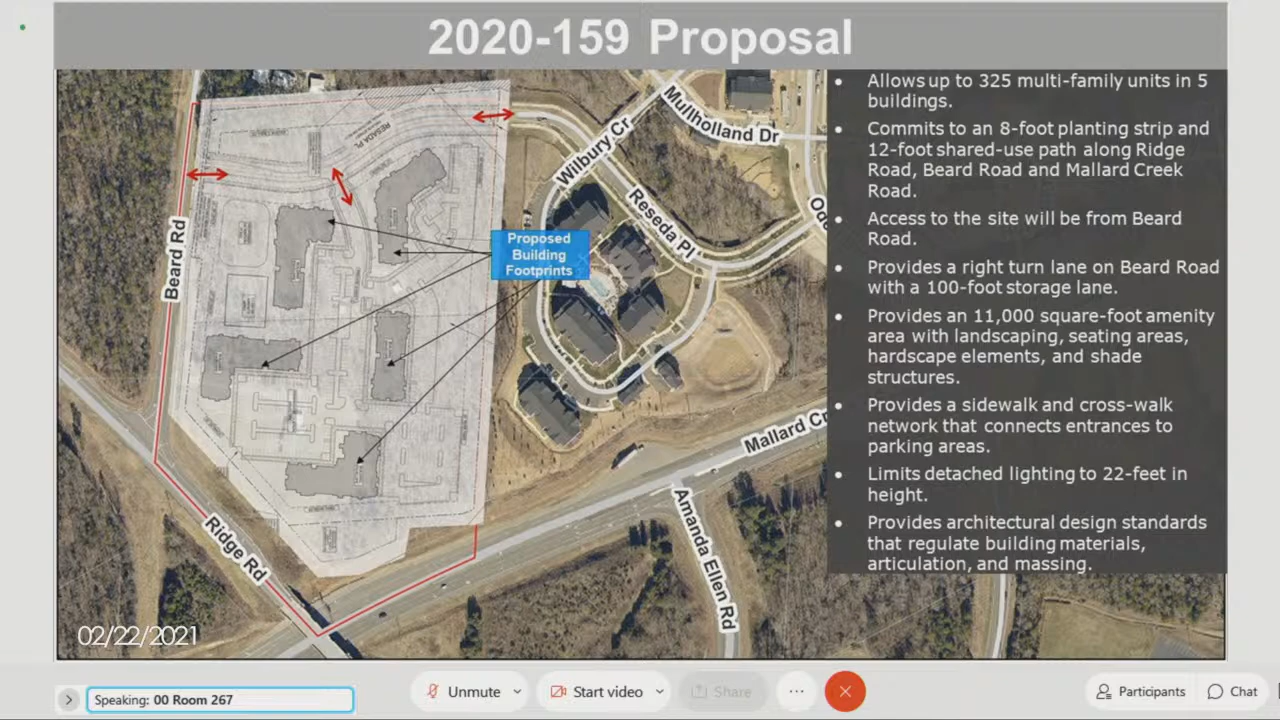 2020-159 Proposal
• Allows up to 325 multi-family units in 5
buildings.
• Commits to an 8-foot planting strip and
12-foot shared-use path along Ridge
Road, Beard Road and Mallard Creek
Road.
• Access to the site will be from Beard
Road.
• Provides a right turn lane on Beard Road
with a 100-foot storage lane.
• Provides an 11,000 square-foot amenity
area with landscaping, seating areas,
hardscape elements, and shade
structures.
• Provides a sidewalk and cross-walk
network that connects entrances to
parking areas.
• Limits detached lighting to 22-feet in
height.
• Provides architectural design standards
that regulate building materials,
articulation, and massing.
Mullholland Dr
Wilbury Cr
Reseda Pl
RESADA PL
Beard Rd
Proposed
Building
Footprints
Mallard Cr
Ridge Rd
Amanda Ellen Rd
02/22/2021
Speaking: 00 Room 267
Unmute
Start video
Share
Participants
Chat